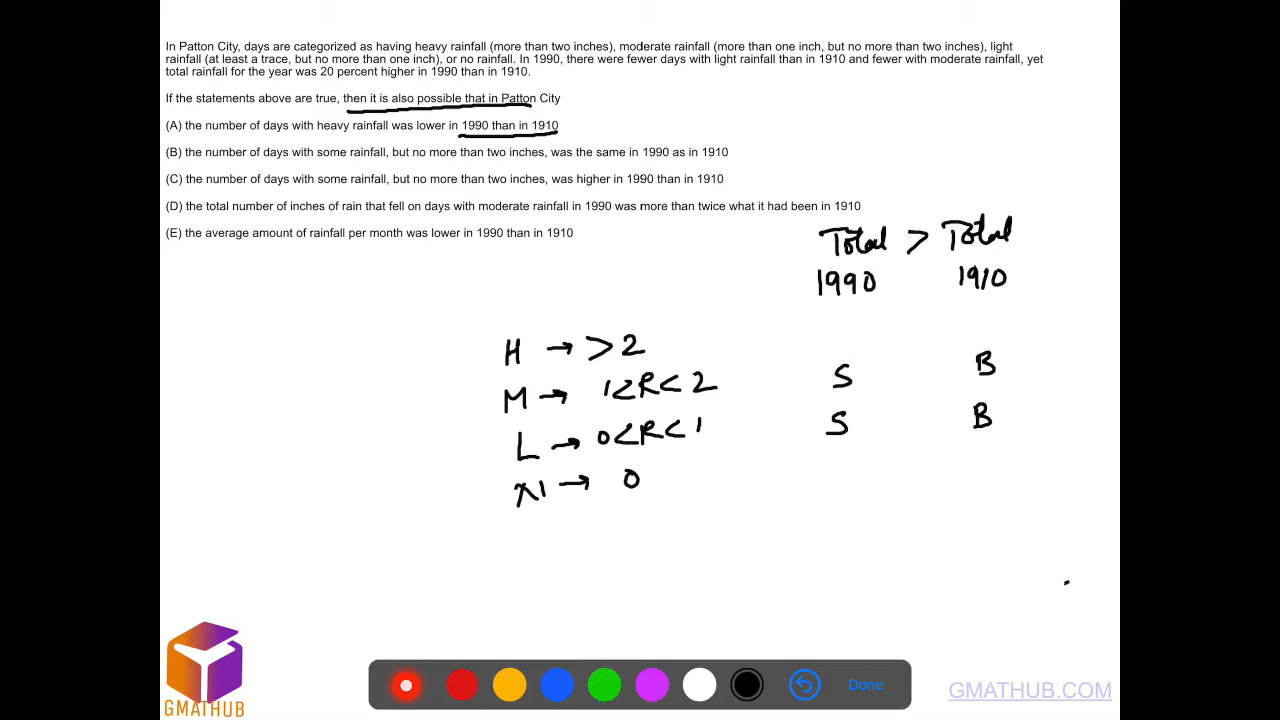 In Patton City, days are categorized as having heavy rainfall (more than two inches), moderate rainfall (more than one inch, but no more than two inches), light
rainfall (at least a trace, but no more than one inch), or no rainfall. In 1990, there were fewer days with light rainfall than in 1910 and fewer with moderate rainfall, yet
total rainfall for the year was 20 percent higher in 1990 than in 1910.
If the statements above are true, then it is also possible that in Patton City
(A) the number of days with heavy rainfall was lower in 1990 than in 1910
(B) the number of days with some rainfall, but no more than two inches, was the same in 1990 as in 1910
(C) the number of days with some rainfall, but no more than two inches, was higher in 1990 than in 1910
(D) the total number of inches of rain that fell on days with moderate rainfall in 1990 was more than twice what it had been in 1910
(E) the average amount of rainfall per month was lower in 1990 than in 1910
Total > Total
1990 1910
H → > 2
M → 1<R< 2 S B
L → 0<R< 1 S B
→ 0
Done
GMATHUB
GMATHUB.COM